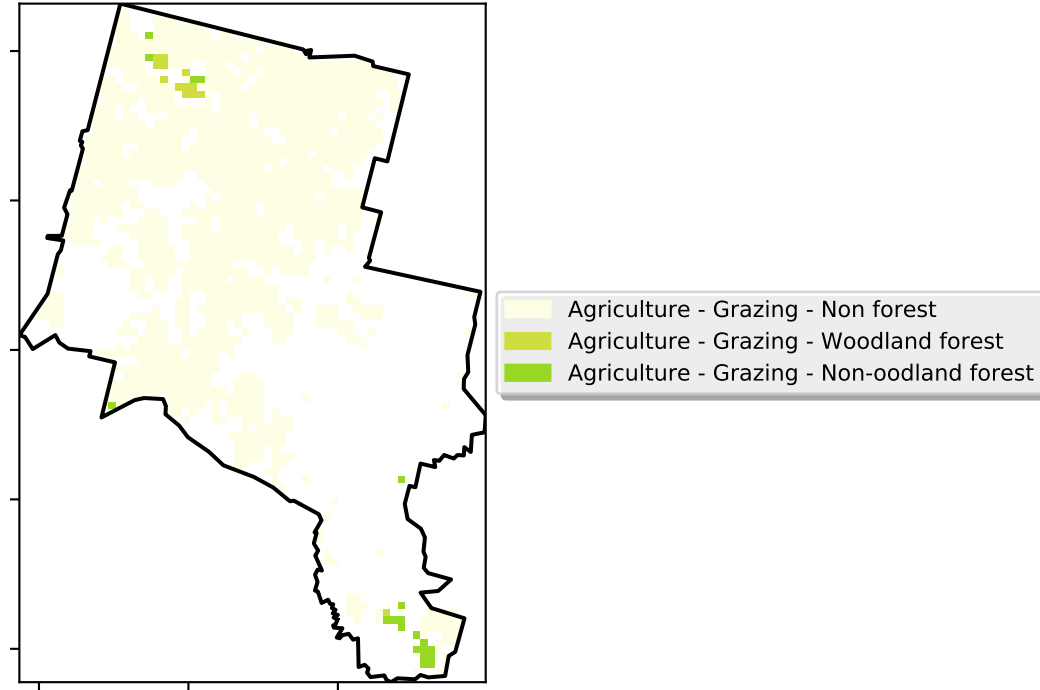 Agriculture - Grazing - Non forest
Agriculture - Grazing - Woodland forest
Agriculture - Grazing - Non-oodland forest